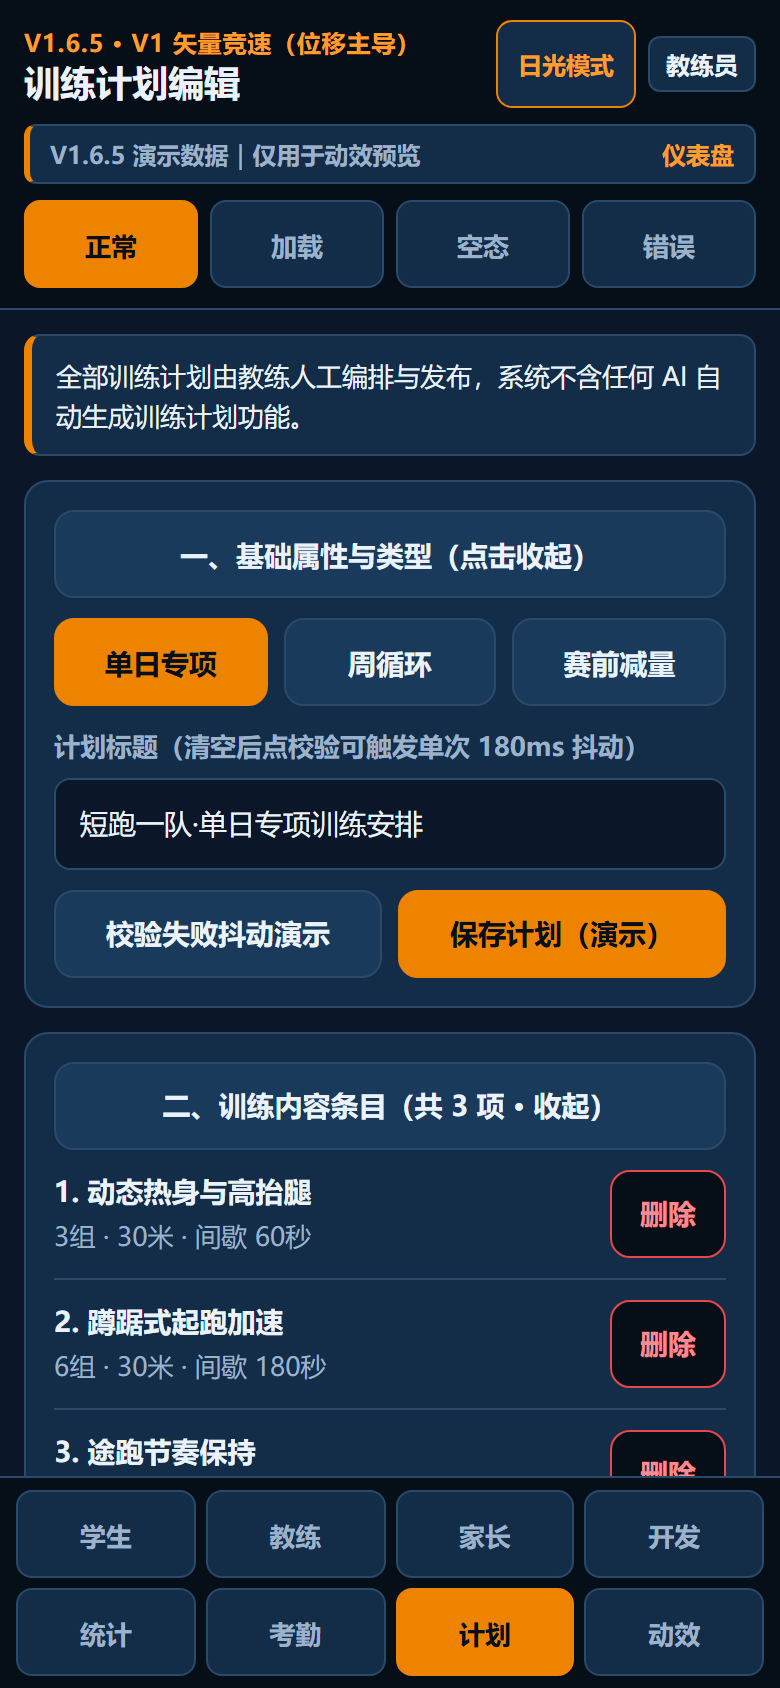 V1.6.5 • V1 矢量竞速（位移主导）
训练计划编辑
日光模式
教练员
V1.6.5 演示数据 | 仅用于动效预览
仪表盘
正常
加载
空态
错误
全部训练计划由教练人工编排与发布，系统不含任何 AI 自
动生成训练计划功能。
一、基础属性与类型（点击收起）
单日专项
周循环
赛前减量
计划标题（清空后点校验可触发单次 180ms 抖动）
短跑一队·单日专项训练安排
校验失败抖动演示
保存计划（演示）
二、训练内容条目（共 3 项 • 收起）
1. 动态热身与高抬腿
3组 · 30米 · 间歇 60秒
删除
2. 蹲踞式起跑加速
6组 · 30米 · 间歇 180秒
删除
3. 途跑节奏保持
删除
学生
教练
家长
开发
统计
考勤
计划
动效